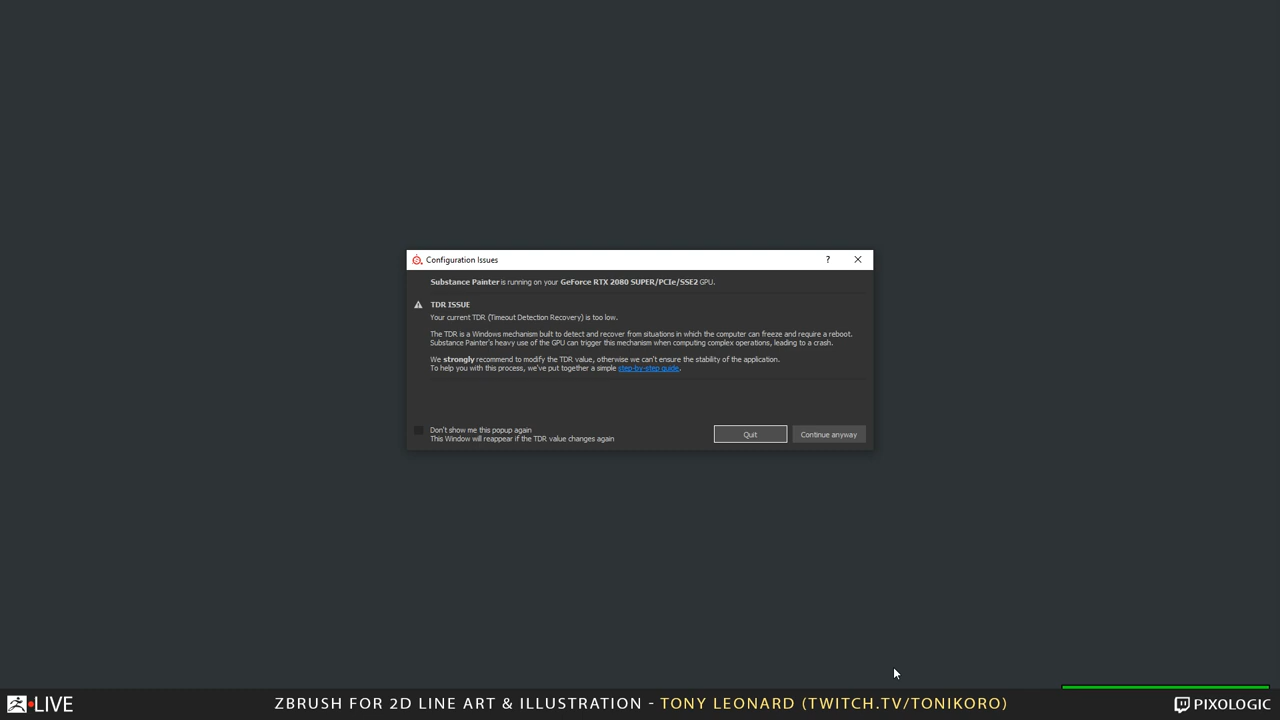 Configuration Issues
?
Substance Painter is running on your GeForce RTX 2080 SUPER/PCIe/SSE2 GPU.
TDR ISSUE
Your current TDR (Timeout Detection Recovery) is too low.
The TDR is a Windows mechanism built to detect and recover from situations in which the computer can freeze and require a reboot.
Substance Painter's heavy use of the GPU can trigger this mechanism when computing complex operations, leading to a crash.
We strongly recommend to modify the TDR value, otherwise we can't ensure the stability of the application.
To help you with this process, we've put together a simple step-by-step guide.
Don't show me this popup again
This Window will reappear if the TDR value changes again
Quit
Continue anyway
LIVE
ZBRUSH FOR 2D LINE ART & ILLUSTRATION - TONY LEONARD (TWITCH.TV/TONIKORO)
PIXOLOGIC